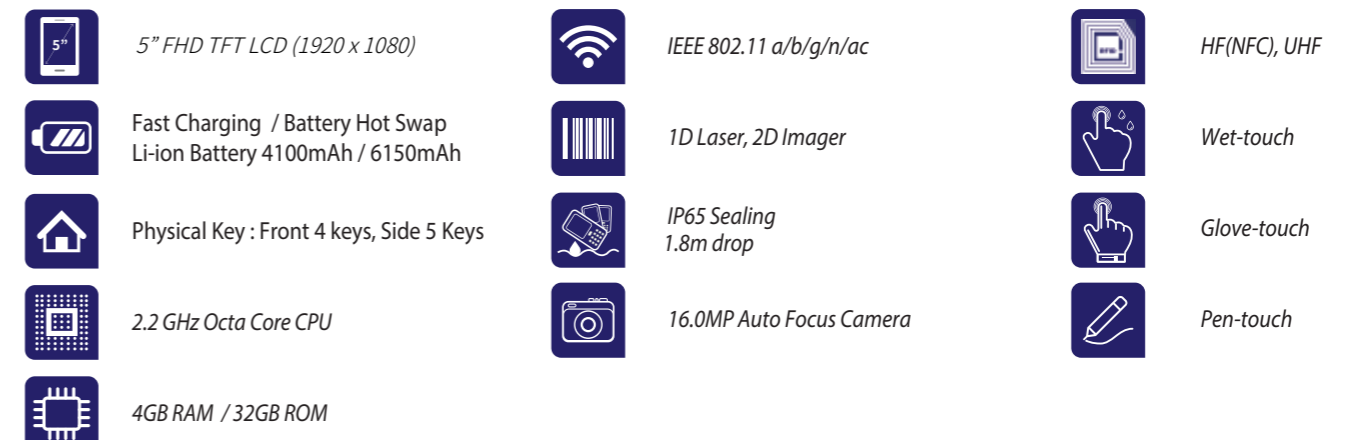 5”
5” FHD TFT LCD (1920 x 1080)
Fast Charging / Battery Hot Swap
Li-ion Battery 4100mAh / 6150mAh
Physical Key : Front 4 keys, Side 5 Keys
2.2 GHz Octa Core CPU
4GB RAM / 32GB ROM
IEEE 802.11 a/b/g/n/ac
1D Laser, 2D Imager
IP65 Sealing
1.8m drop
16.0MP Auto Focus Camera
HF(NFC), UHF
Wet-touch
Glove-touch
Pen-touch